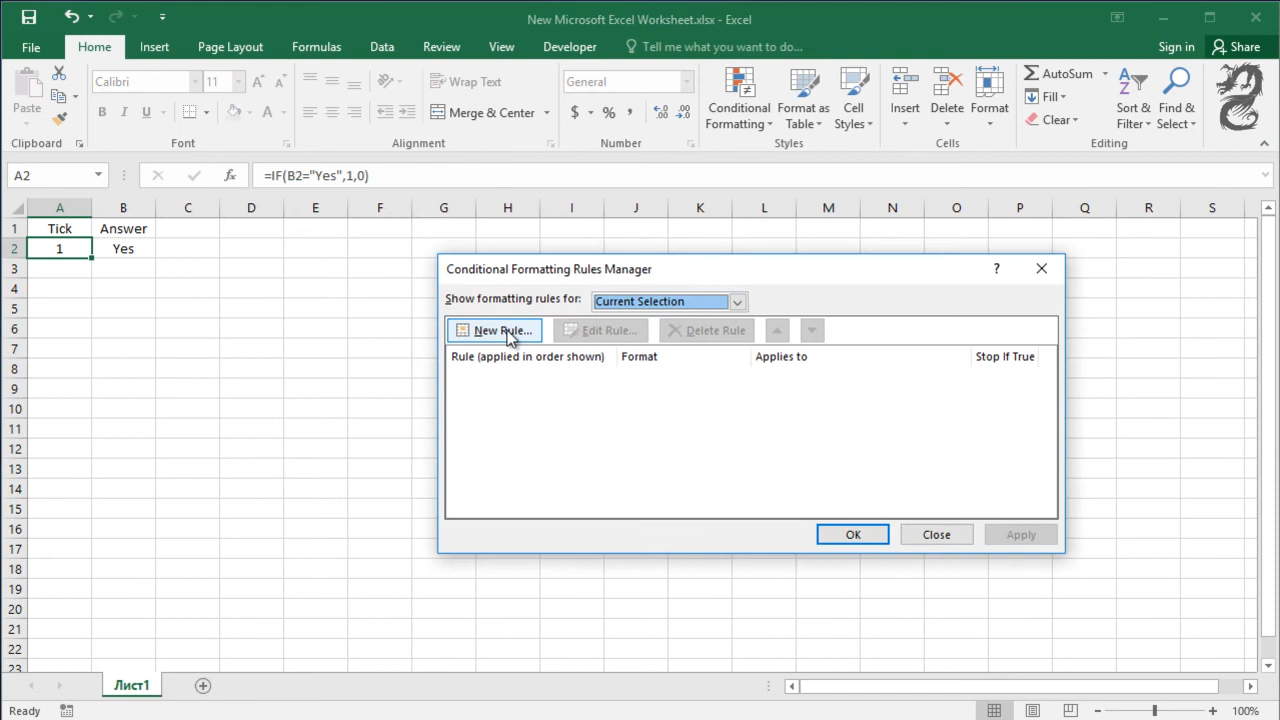 New Microsoft Excel Worksheet.xlsx - Excel
File Home Insert Page Layout Formulas Data Review View Developer Tell me what you want to do... Sign in Share
Paste
Clipboard
Calibri 11
B I U A
Font
Wrap Text
Merge & Center
Alignment
General
$ % ,
Number
Conditional Formatting
Format as Table
Cell Styles
Styles
Insert
Delete
Format
Cells
AutoSum
Fill
Clear
Sort & Filter
Find & Select
Editing
A2 fx =IF(B2="Yes",1,0)
A B C D E F G H I J K L M N O P Q R S
1 Tick Answer
2 1 Yes
3
4
5
6
7
8
9
10
11
12
13
14
15
16
17
18
19
20
21
22
23
Conditional Formatting Rules Manager ?
Show formatting rules for: Current Selection
New Rule... Edit Rule... Delete Rule
Rule (applied in order shown) Format Applies to Stop If True
OK Close Apply
Лист1
Ready 100%